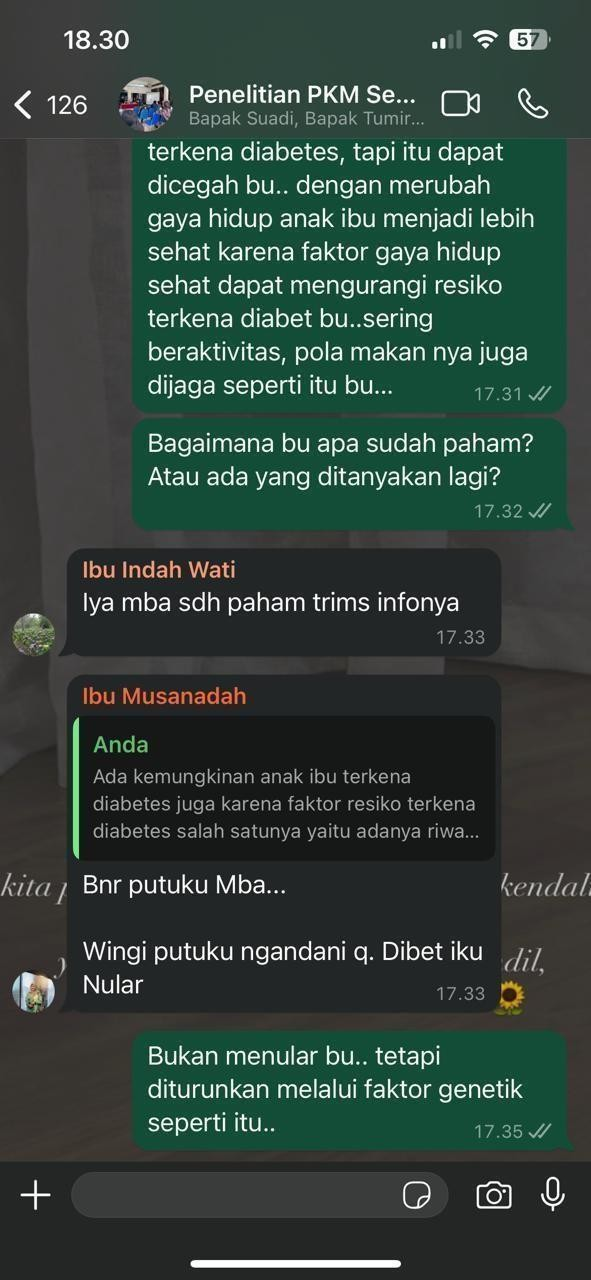 18.30
57
126
Penelitian PKM Se...
Bapak Suadi, Bapak Tumir...
terkena diabetes, tapi itu dapat
dicegah bu.. dengan merubah
gaya hidup anak ibu menjadi lebih
sehat karena faktor gaya hidup
sehat dapat mengurangi resiko
terkena diabet bu..sering
beraktivitas, pola makan nya juga
dijaga seperti itu bu...
17.31
Bagaimana bu apa sudah paham?
Atau ada yang ditanyakan lagi?
17.32
Ibu Indah Wati
Iya mba sdh paham trims infonya
17.33
Ibu Musanadah
Anda
Ada kemungkinan anak ibu terkena
diabetes juga karena faktor resiko terkena
diabetes salah satunya yaitu adanya riwa...
kita
kendali
Bnr putuku Mba...
Wingi putuku ngandani q. Dibet iku
Nular
dil,
17.33
Bukan menular bu.. tetapi
diturunkan melalui faktor genetik
seperti itu..
17.35